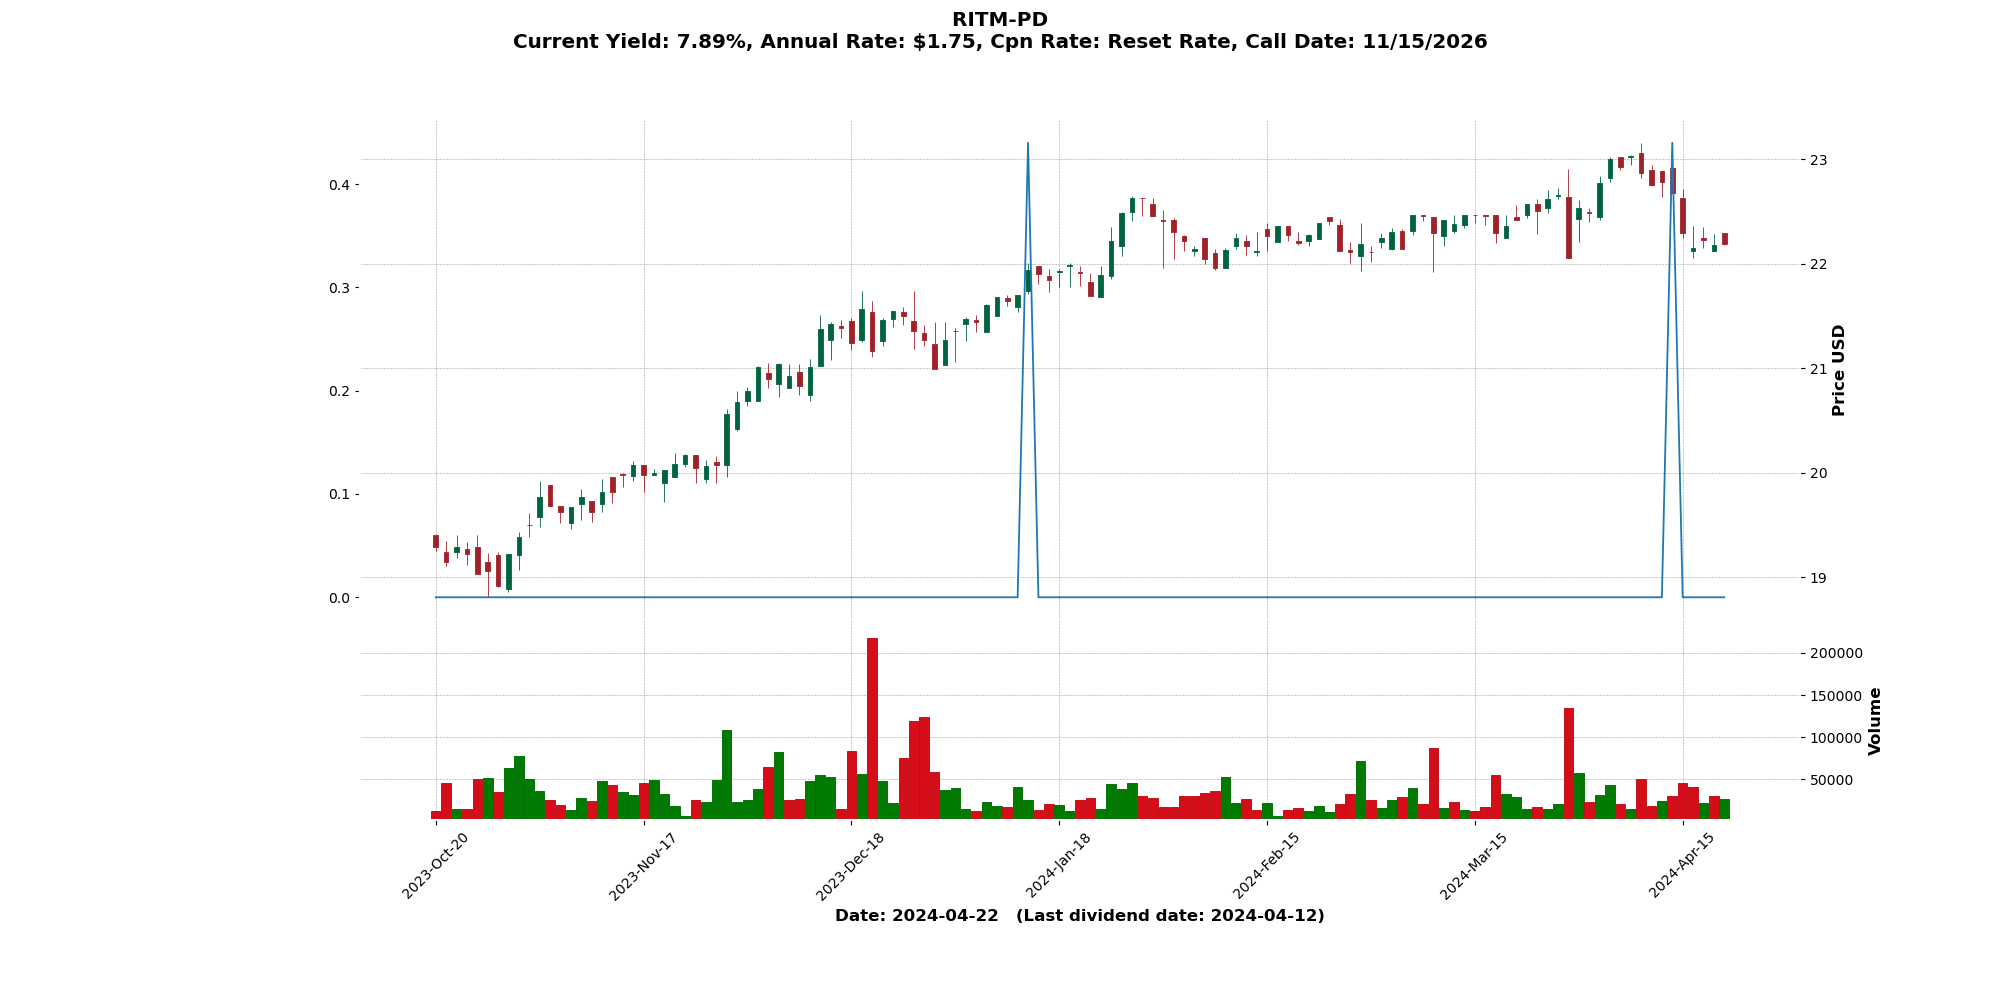 RITM-PD
Current Yield: 7.89%, Annual Rate: $1.75, Cpn Rate: Reset Rate, Call Date: 11/15/2026
0.4
0.3
0.2
0.1
0.0
23
22
21
20
19
Price USD
200000
150000
100000
50000
Volume
2023-Oct-20
2023-Nov-17
2023-Dec-18
2024-Jan-18
2024-Feb-15
2024-Mar-15
2024-Apr-15
Date: 2024-04-22   (Last dividend date: 2024-04-12)